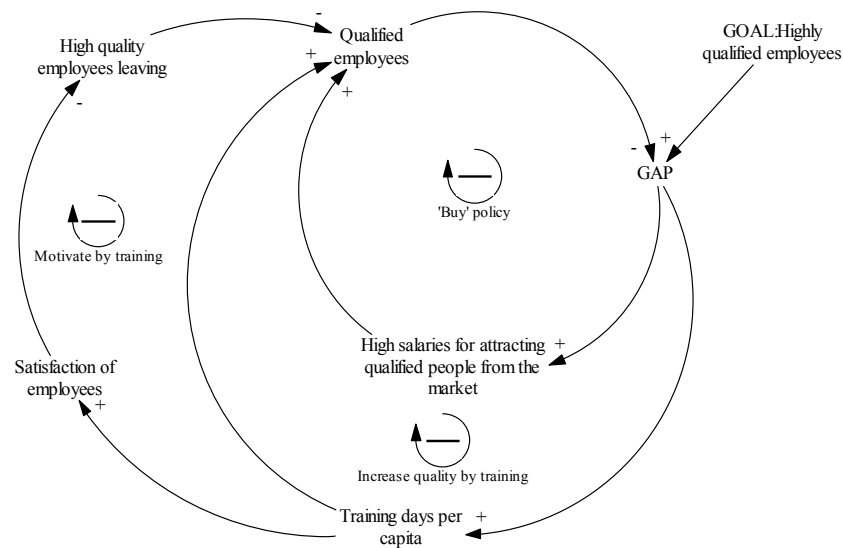 High quality
employees leaving
-
-
Qualified
employees
+
+
GOAL:Highly
qualified employees
-
+
GAP
'Buy' policy
Motivate by training
High salaries for attracting
qualified people from the
market
+
Satisfaction of
employees
+
Increase quality by training
Training days per
capita
+